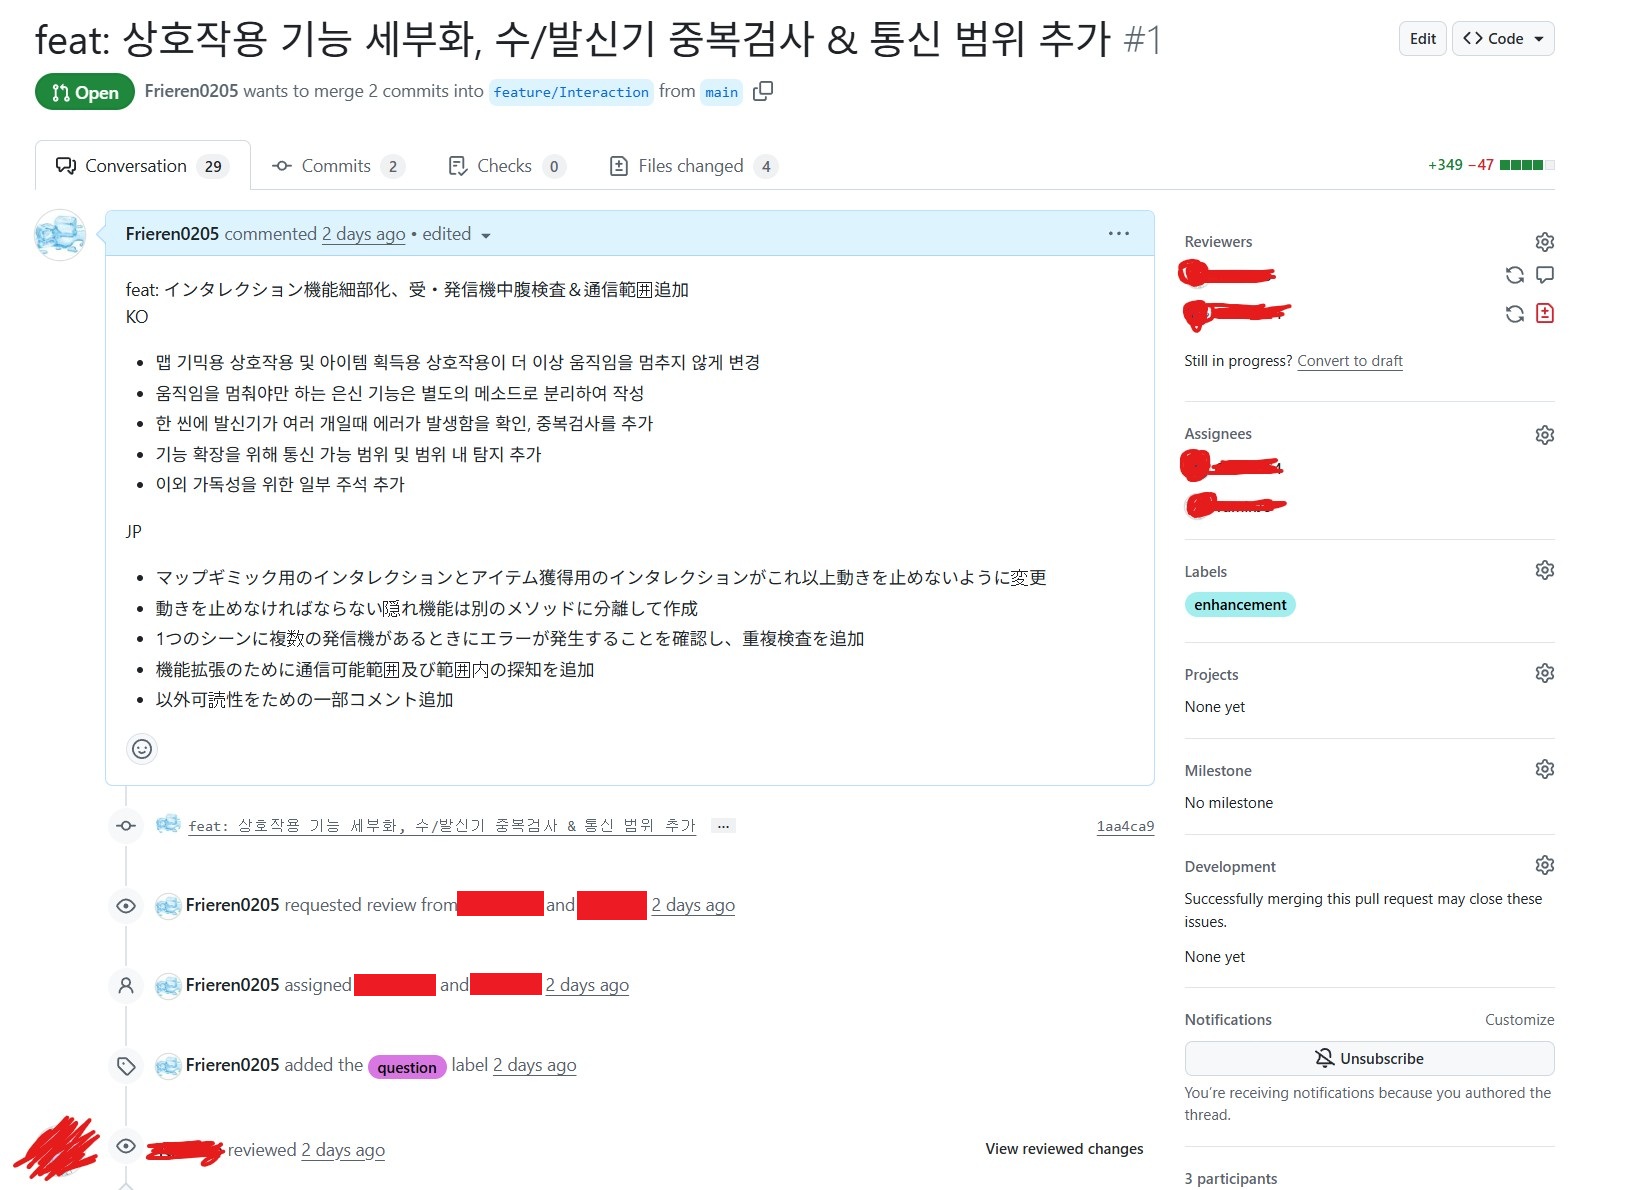 feat: 상호작용 기능 세부화, 수/발신기 중복검사 & 통신 범위 추가 #1
Edit
Code
Open
Frieren0205 wants to merge 2 commits into feature/Interaction from main
Conversation 29
Commits 2
Checks 0
Files changed 4
+349 −47
Frieren0205 commented 2 days ago • edited
feat: インタレクション機能細部化、受・発信機中腹検査＆通信範囲追加
KO
맵 기믹용 상호작용 및 아이템 획득용 상호작용이 더 이상 움직임을 멈추지 않게 변경
움직임을 멈춰야만 하는 은신 기능은 별도의 메소드로 분리하여 작성
한 씬에 발신기가 여러 개일때 에러가 발생함을 확인, 중복검사를 추가
기능 확장을 위해 통신 가능 범위 및 범위 내 탐지 추가
이외 가독성을 위한 일부 주석 추가
JP
マップギミック用のインタレクションとアイテム獲得用のインタレクションがこれ以上動きを止めないように変更
動きを止めなければならない隠れ機能は別のメソッドに分離して作成
1つのシーンに複数の発信機があるときにエラーが発生することを確認し、重複検査を追加
機能拡張のために通信可能範囲及び範囲内の探知を追加
以外可読性をための一部コメント追加
feat: 상호작용 기능 세부화, 수/발신기 중복검사 & 통신 범위 추가 ...
1aa4ca9
Frieren0205 requested review from and 2 days ago
Frieren0205 assigned and 2 days ago
Frieren0205 added the question label 2 days ago
reviewed 2 days ago
View reviewed changes
Reviewers
Still in progress? Convert to draft
Assignees
Labels
enhancement
Projects
None yet
Milestone
No milestone
Development
Successfully merging this pull request may close these
issues.
None yet
Notifications
Customize
Unsubscribe
You're receiving notifications because you authored the
thread.
3 participants